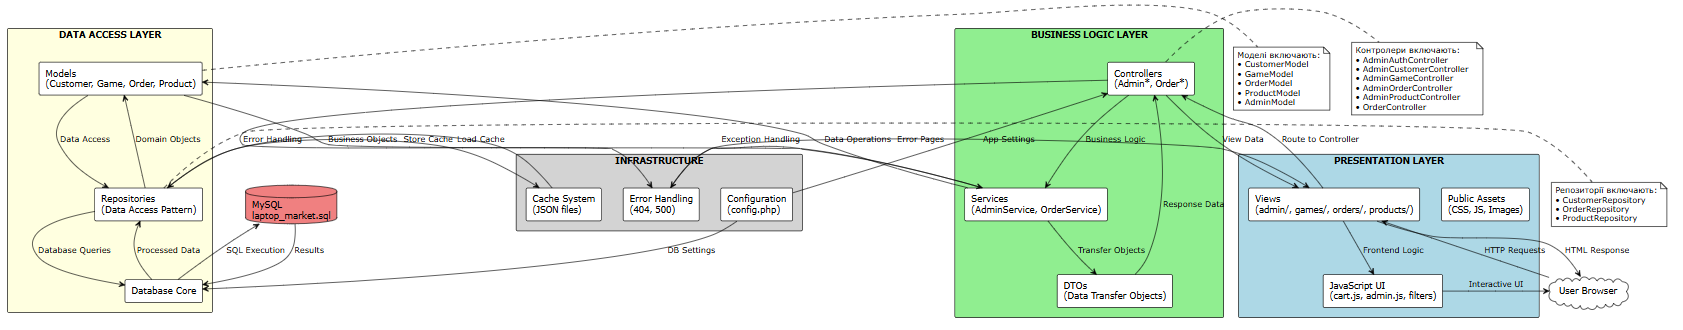 DATA ACCESS LAYER
Models
(Customer, Game, Order, Product)
Data Access
Domain Objects
Repositories
(Data Access Pattern)
Database Queries
Processed Data
Database Core
MySQL
laptop_market.sql
SQL Execution
Results
Error Handling
Business Objects
Store Cache
Load Cache
INFRASTRUCTURE
Cache System
(JSON files)
Error Handling
(404, 500)
Configuration
(config.php)
DB Settings
Exception Handling
Data Operations
Error Pages
BUSINESS LOGIC LAYER
Controllers
(Admin*, Order*)
App Settings
Business Logic
Services
(AdminService, OrderService)
Response Data
Transfer Objects
DTOs
(Data Transfer Objects)
View Data
Route to Controller
Моделі включають:
• CustomerModel
• GameModel
• OrderModel
• ProductModel
• AdminModel
Контролери включають:
• AdminAuthController
• AdminCustomerController
• AdminGameController
• AdminOrderController
• AdminProductController
• OrderController
PRESENTATION LAYER
Views
(admin/, games/, orders/, products/)
Public Assets
(CSS, JS, Images)
Frontend Logic
HTTP Requests
HTML Response
JavaScript UI
(cart.js, admin.js, filters)
Interactive UI
User Browser
Репозиторії включають:
• CustomerRepository
• OrderRepository
• ProductRepository